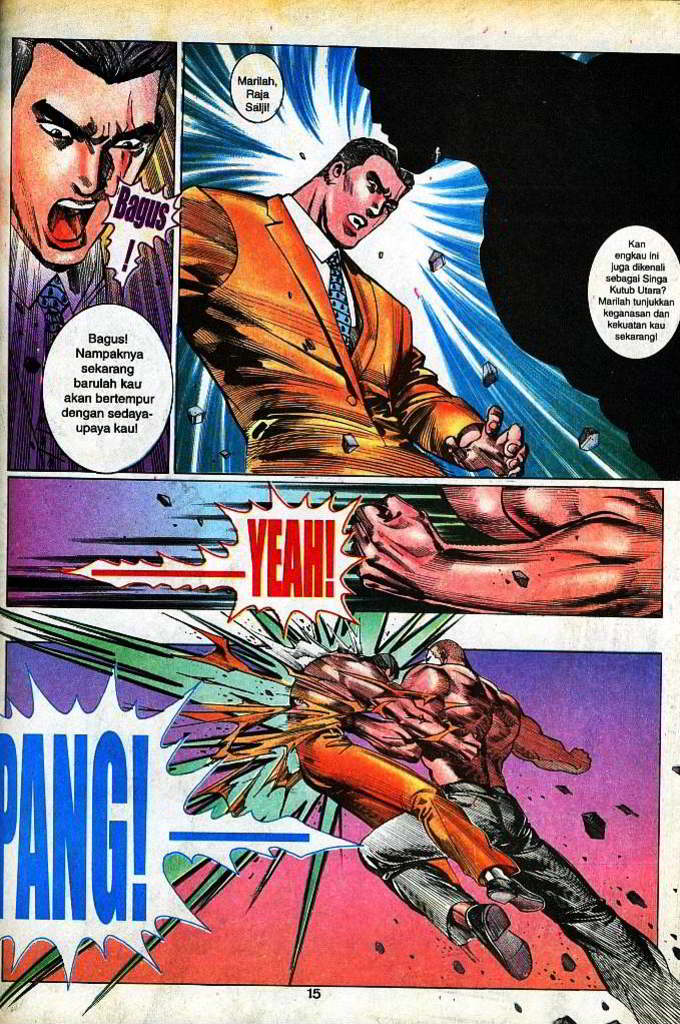 Bagus
!
Bagus!
Nampaknya
sekarang
barulah kau
akan bertempur
dengan sedaya-
upaya kau!
Marilah,
Raja
Salji!
Kan
engkau ini
juga dikenali
sebagai Singa
Kutub Utara?
Marilah tunjukkan
keganasan dan
kekuatan kau
sekarang!
YEAH!
PANG!
15